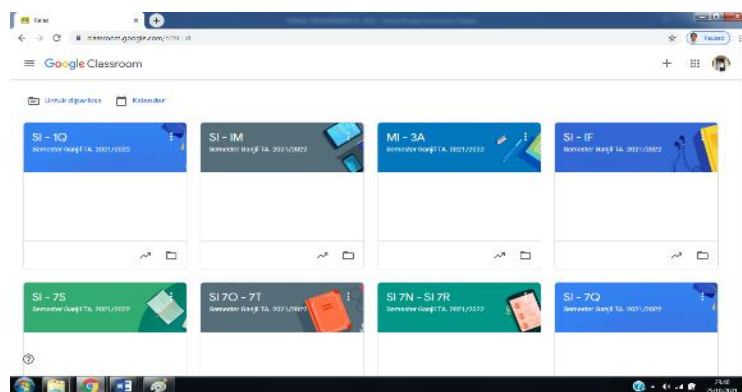 Kelas
Google Classroom
Untuk diperiksa
Kalender
SI - 1Q
Semester Ganjil TA. 2021/2022
SI - IM
Semester Ganjil TA. 2021/2022
MI - 3A
Semester Ganjil TA. 2021/2022
SI - IF
Semester Ganjil TA. 2021/2022
SI - 7S
Semester Ganjil TA. 2021/2022
SI 7O - 7T
Semester Ganjil TA. 2021/2022
SI 7N - SI 7R
Semester Ganjil TA. 2021/2022
SI - 7Q
Semester Ganjil TA. 2021/2022